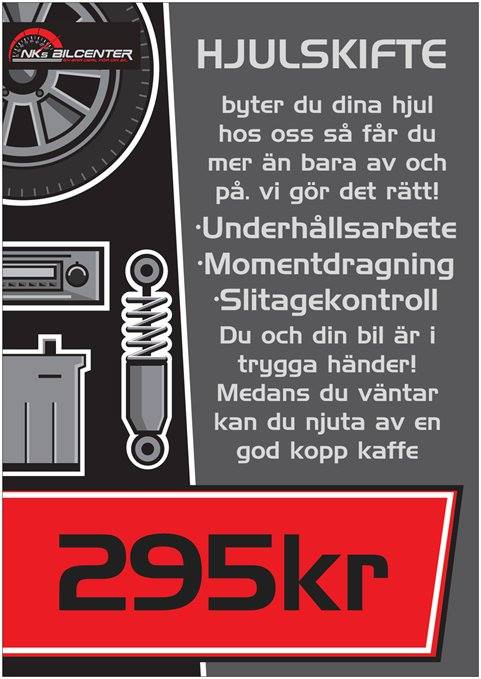 NKs BILCENTER
HJULSKIFTE
byter du dina hjul
hos oss så får du
mer än bara av och
på. vi gör det rätt!
·Underhållsarbete
·Momentdragning
·Slitagekontroll
Du och din bil är i
trygga händer!
Medans du väntar
kan du njuta av en
god kopp kaffe
295kr